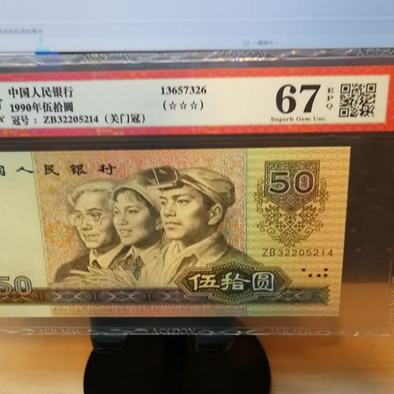 中国人民银行 13657326
1990年伍拾圆 (☆☆☆)
冠号：ZB32205214（关门冠）
67 EPQ
Superb Gem Unc
国人民银行
50
ZB32205214
50
伍拾圆